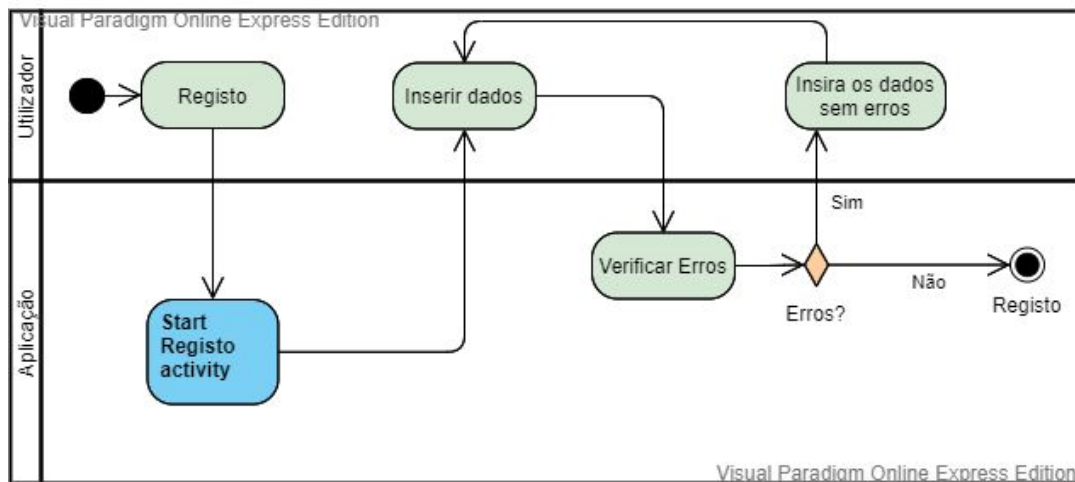 Visual Paradigm Online Express Edition
Utilizador
Registo
Inserir dados
Insira os dados
sem erros
Aplicação
Sim
Verificar Erros
Não
Erros?
Registo
Start
Registo
activity
Visual Paradigm Online Express Edition